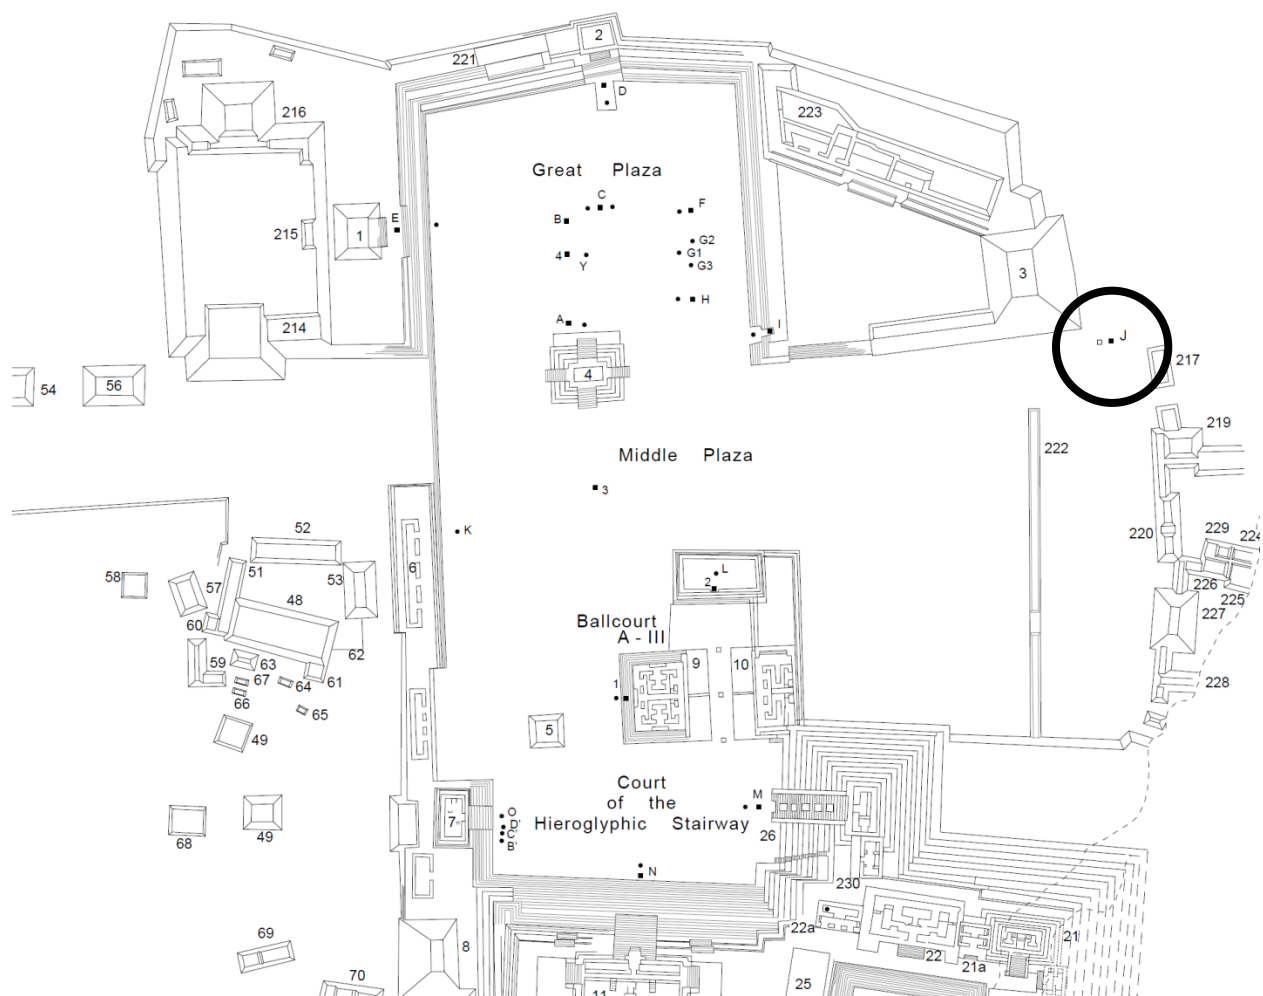 2
221
D
223
216
Great Plaza
C
B
F
E
1
215
G2
4
Y
G1
G3
3
H
214
A
I
J
217
4
54
56
219
222
Middle Plaza
3
K
220
229
224
52
51
53
6
58
57
48
L
2
226
225
227
60
Ballcourt
A - III
62
59
63
9
10
67
64
61
66
65
228
1
49
5
Court
of the
Hieroglyphic Stairway
M
O
D'
C'
B'
7
26
68
49
N
230
22a
21
22
21a
69
8
70
11
25